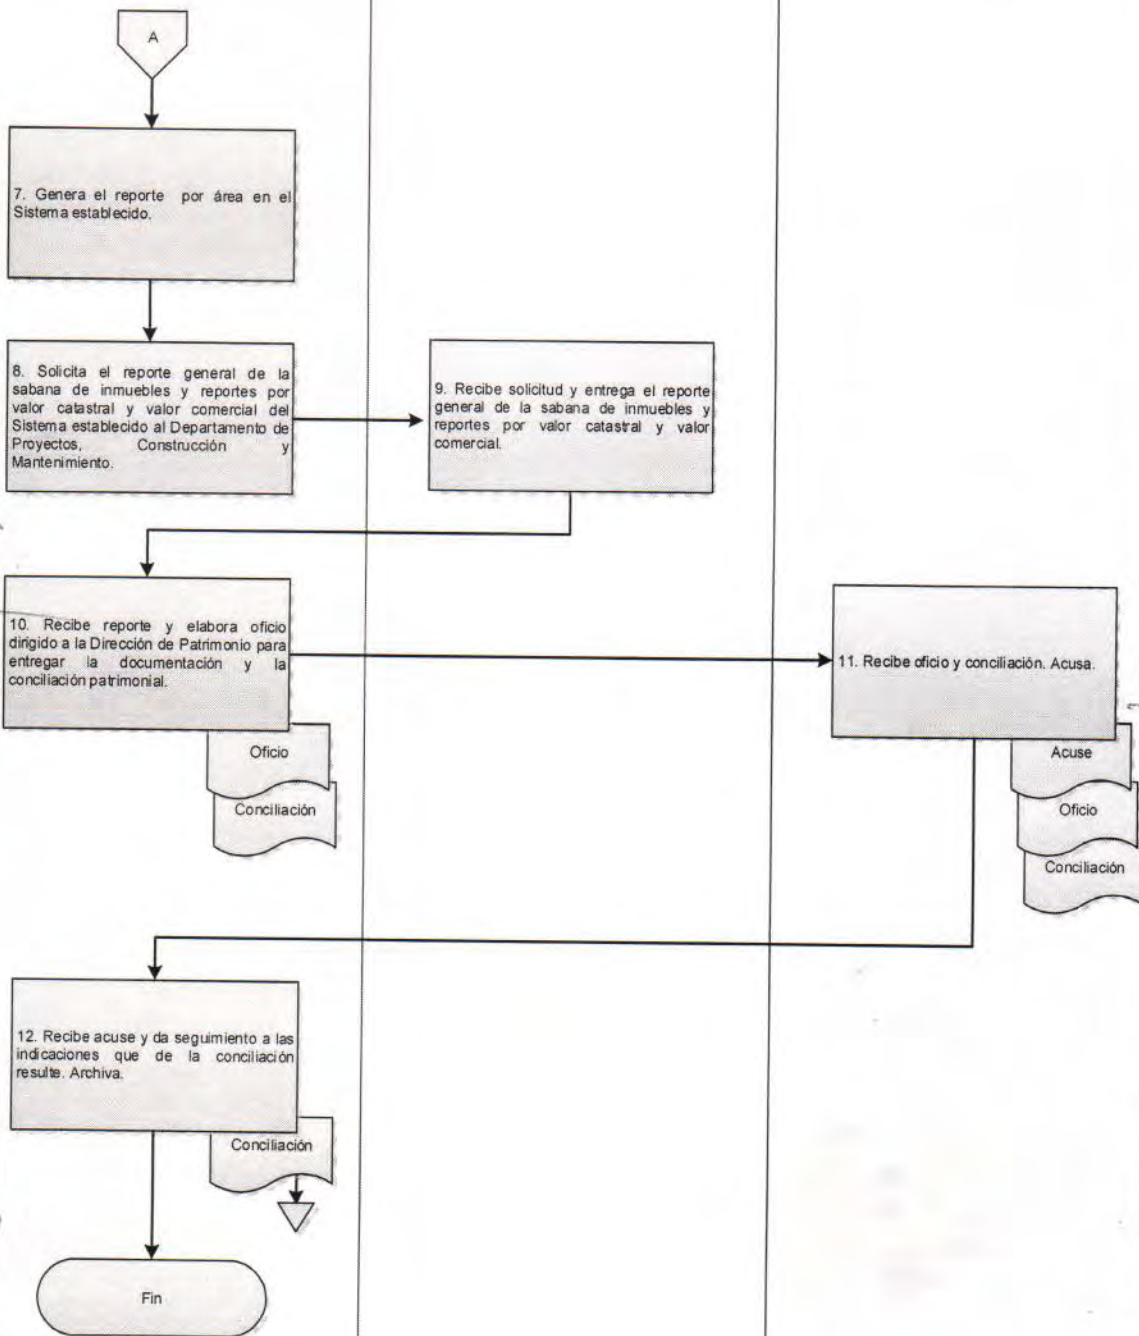 A
7. Genera el reporte por área en el
Sistema establecido.
8. Solicita el reporte general de la
sabana de inmuebles y reportes por
valor catastral y valor comercial del
Sistema establecido al Departamento de
Proyectos, Construcción y
Mantenimiento.
9. Recibe solicitud y entrega el reporte
general de la sabana de inmuebles y
reportes por valor catastral y valor
comercial.
10. Recibe reporte y elabora oficio
dirigido a la Dirección de Patrimonio para
entregar la documentación y la
conciliación patrimonial.
Oficio
Conciliación
11. Recibe oficio y conciliación. Acusa.
Acuse
Oficio
Conciliación
12. Recibe acuse y da seguimiento a las
indicaciones que de la conciliación
resulte. Archiva.
Conciliación
Fin